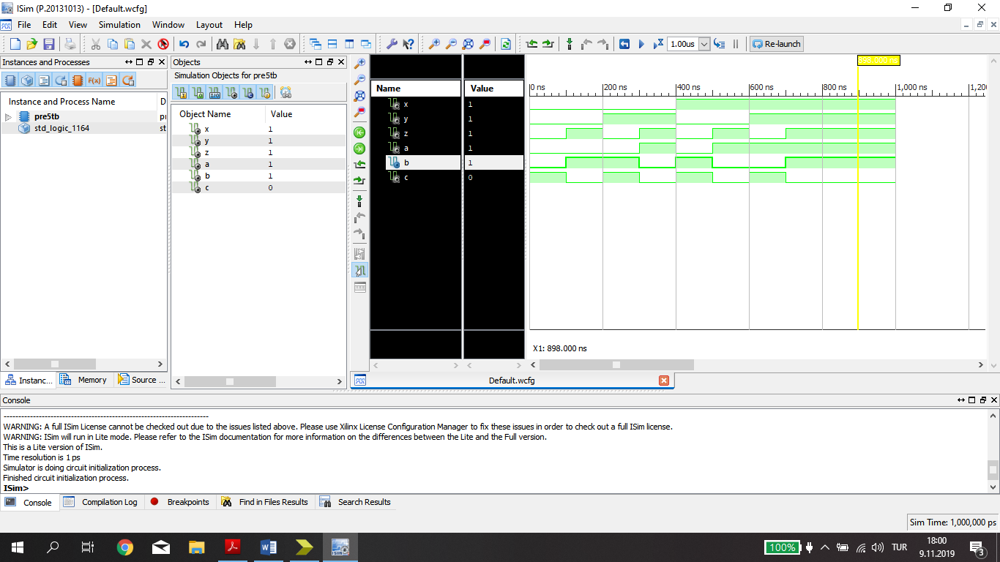 ISim (P.20131013) - [Default.wcfg]
File Edit View Simulation Window Layout Help
1.00us Re-launch
Instances and Processes
Instance and Process Name D
pre5tb pr
std_logic_1164 st
Instanc... Memory Source ...
Objects
Simulation Objects for pre5tb
Object Name Value
x 1
y 1
z 1
a 1
b 1
c 0
Name Value
x 1
y 1
z 1
a 1
b 1
c 0
0 ns 200 ns 400 ns 600 ns 800 ns 1,000 ns 1,20
X1: 898.000 ns
Default.wcfg
Console
WARNING: A full ISim License cannot be checked out due to the issues listed above. Please use Xilinx License Configuration Manager to fix these issues in order to check out a full ISim license.
WARNING: ISim will run in Lite mode. Please refer to the ISim documentation for more information on the differences between the Lite and the Full version.
This is a Lite version of ISim.
Time resolution is 1 ps
Simulator is doing circuit initialization process.
Finished circuit initialization process.
ISim>
Console Compilation Log Breakpoints Find in Files Results Search Results
Sim Time: 1,000,000 ps
100% TUR 18:00
9.11.2019 3